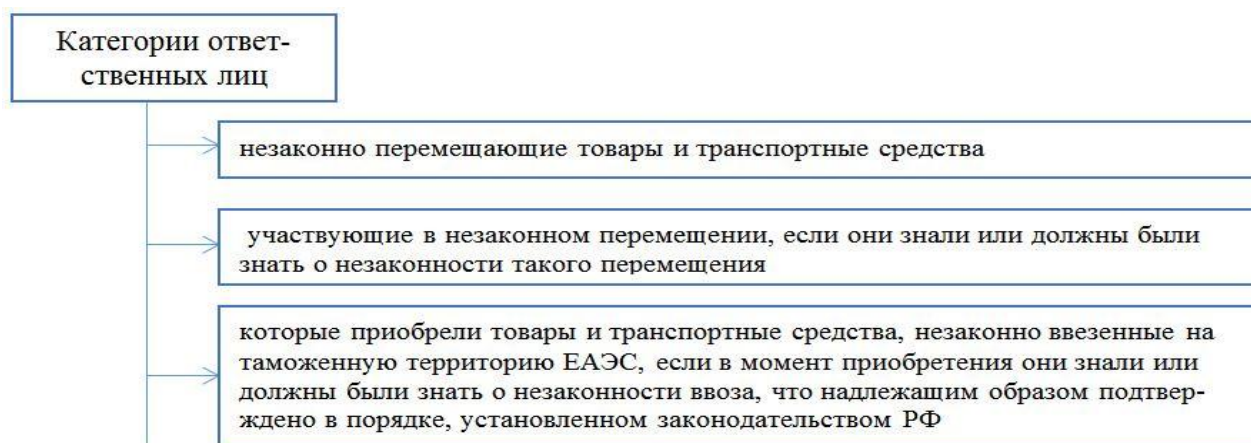 Категории ответ-
ственных лиц
незаконно перемещающие товары и транспортные средства
участвующие в незаконном перемещении, если они знали или должны были
знать о незаконности такого перемещения
которые приобрели товары и транспортные средства, незаконно ввезенные на
таможенную территорию ЕАЭС, если в момент приобретения они знали или
должны были знать о незаконности ввоза, что надлежащим образом подтвер-
ждено в порядке, установленном законодательством РФ